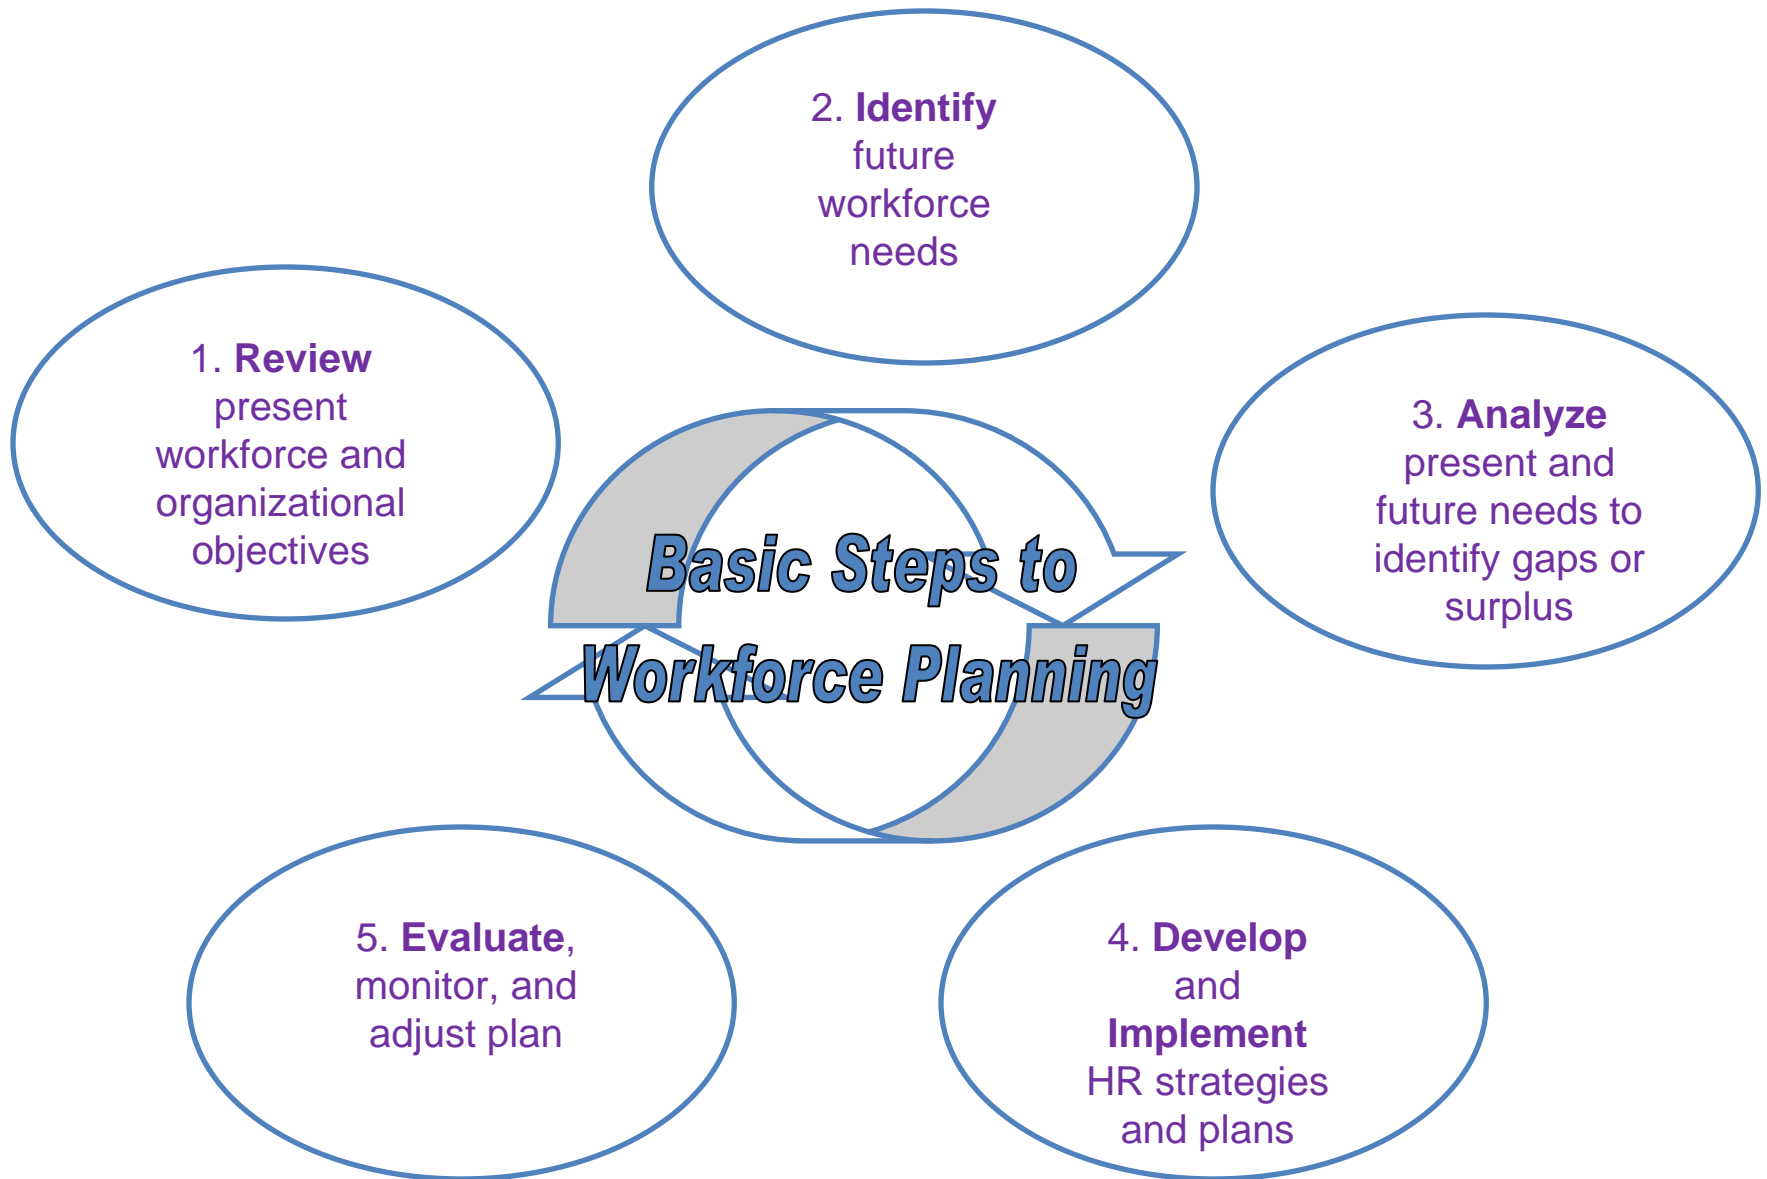 1. Review
present
workforce and
organizational
objectives
2. Identify
future
workforce
needs
3. Analyze
present and
future needs to
identify gaps or
surplus
Basic Steps to
Workforce Planning
4. Develop
and
Implement
HR strategies
and plans
5. Evaluate,
monitor, and
adjust plan